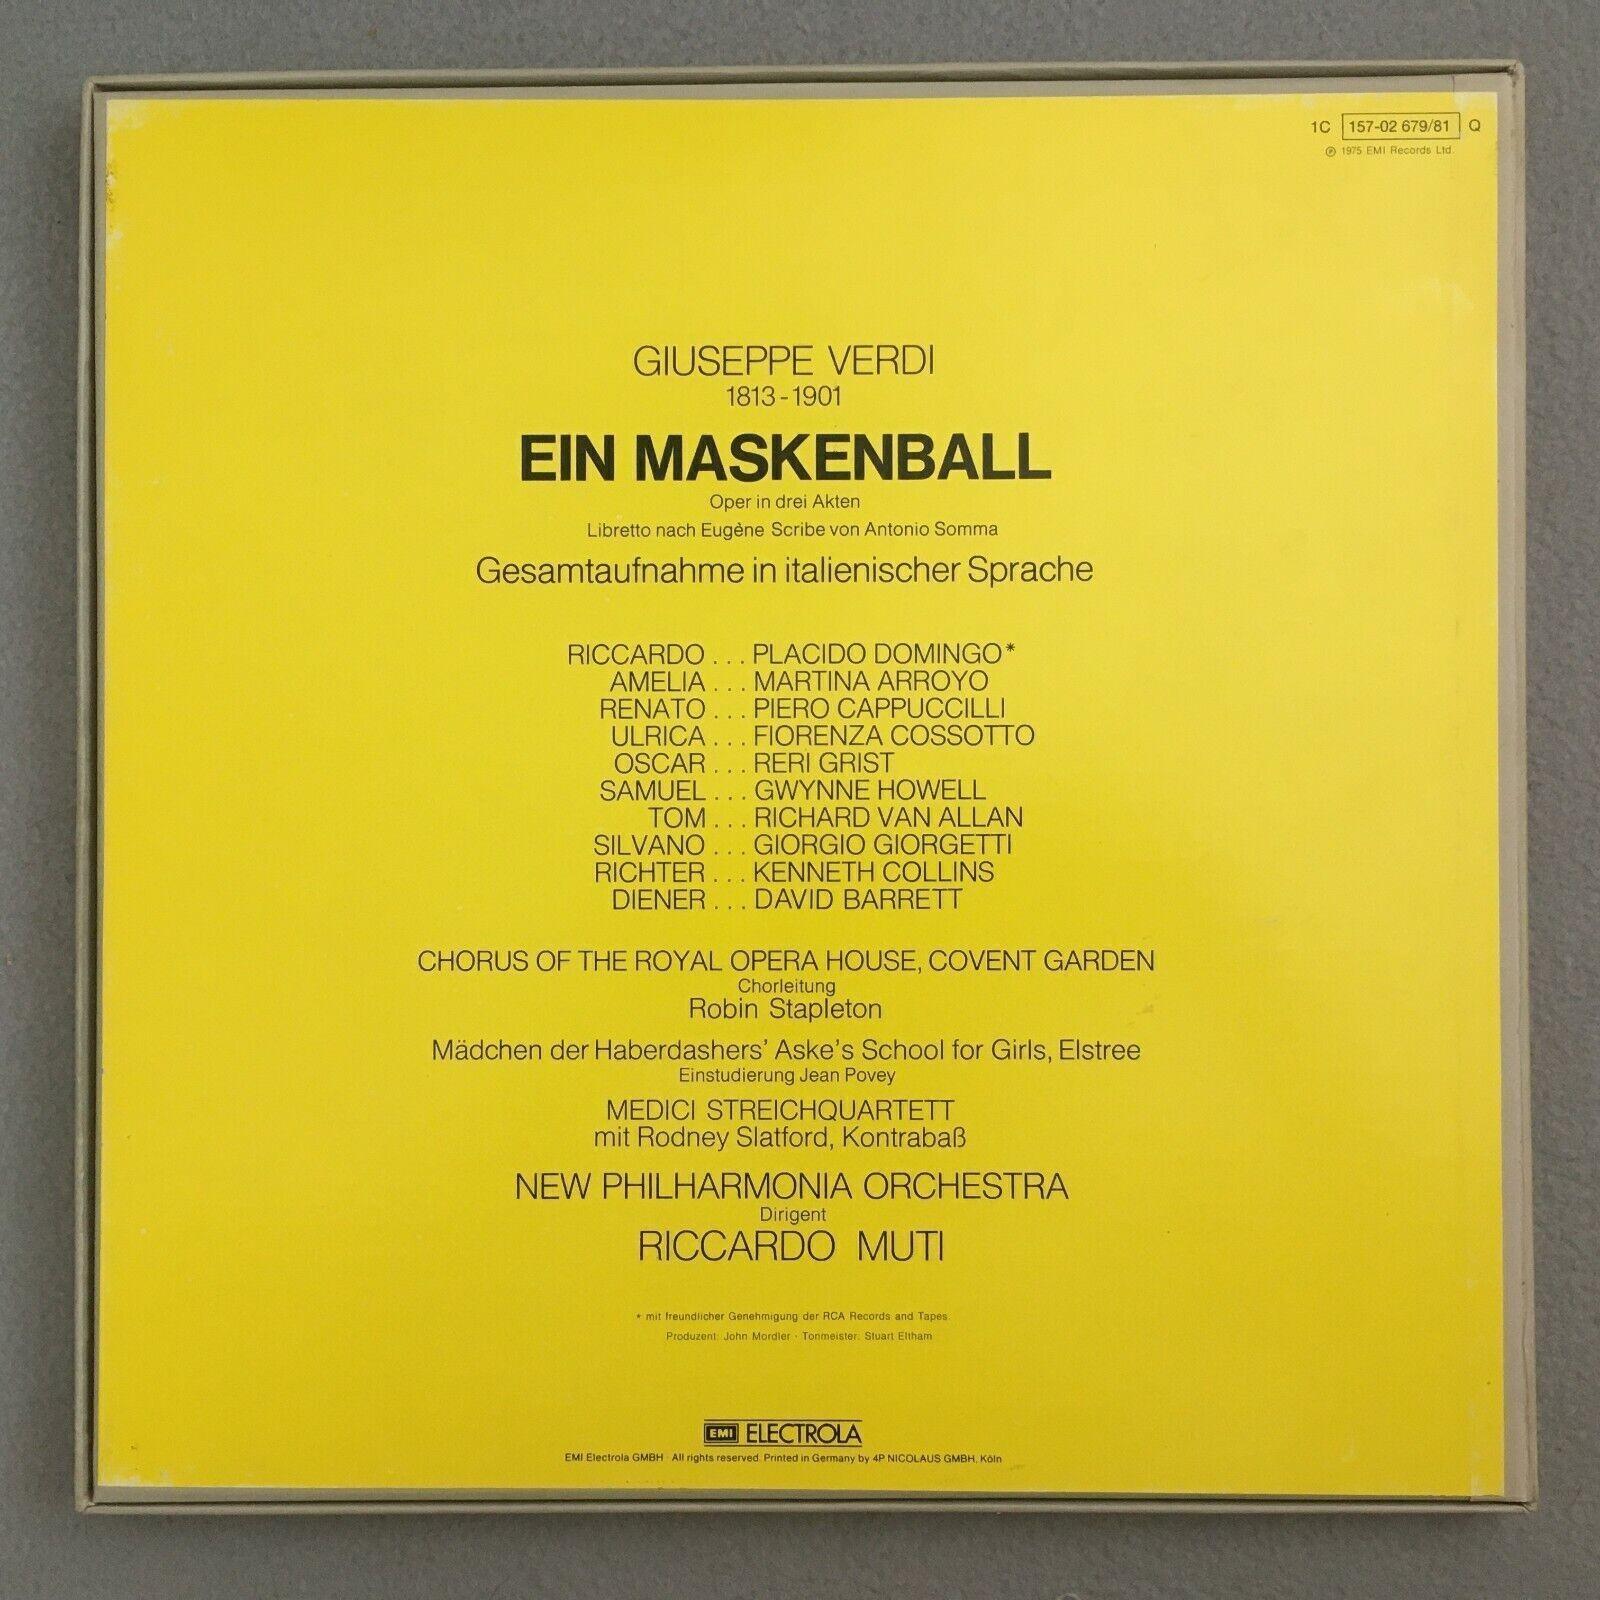 1C 157-02 679/81 Q
℗ 1975 EMI Records Ltd.
GIUSEPPE VERDI
1813-1901
EIN MASKENBALL
Oper in drei Akten
Libretto nach Eugène Scribe von Antonio Somma
Gesamtaufnahme in italienischer Sprache
RICCARDO ... PLACIDO DOMINGO*
AMELIA ... MARTINA ARROYO
RENATO ... PIERO CAPPUCCILLI
ULRICA ... FIORENZA COSSOTTO
OSCAR ... RERI GRIST
SAMUEL ... GWYNNE HOWELL
TOM ... RICHARD VAN ALLAN
SILVANO ... GIORGIO GIORGETTI
RICHTER ... KENNETH COLLINS
DIENER ... DAVID BARRETT
CHORUS OF THE ROYAL OPERA HOUSE, COVENT GARDEN
Chorleitung
Robin Stapleton
Mädchen der Haberdashers' Aske's School for Girls, Elstree
Einstudierung Jean Povey
MEDICI STREICHQUARTETT
mit Rodney Slatford, Kontrabaß
NEW PHILHARMONIA ORCHESTRA
Dirigent
RICCARDO MUTI
* mit freundlicher Genehmigung der RCA Records and Tapes.
Produzent: John Mordler · Tonmeister: Stuart Eltham
EMI ELECTROLA
EMI Electrola GMBH · All rights reserved. Printed in Germany by 4P NICOLAUS GMBH, Köln